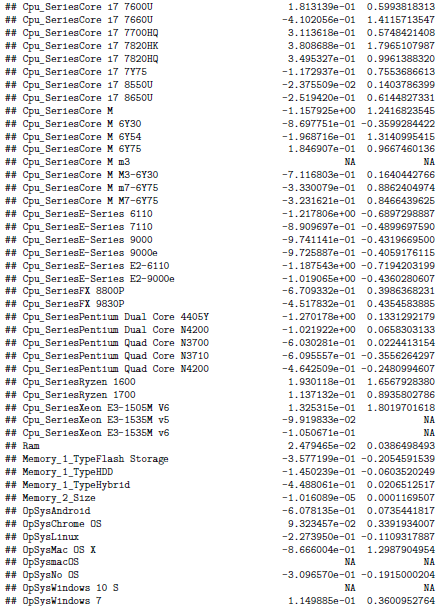 ## Cpu_SeriesCore i7 7600U 1.813139e-01 0.5993818313
## Cpu_SeriesCore i7 7660U -4.102056e-01 1.4115713547
## Cpu_SeriesCore i7 7700HQ 3.113618e-01 0.5748421408
## Cpu_SeriesCore i7 7820HK 3.808688e-01 1.7965107987
## Cpu_SeriesCore i7 7820HQ 3.495327e-01 0.9961388320
## Cpu_SeriesCore i7 7Y75 -1.172937e-01 0.7553686613
## Cpu_SeriesCore i7 8550U -2.375509e-02 0.1403786399
## Cpu_SeriesCore i7 8650U -2.519420e-01 0.6144827331
## Cpu_SeriesCore M -1.157925e+00 1.2416823545
## Cpu_SeriesCore M 6Y30 -8.697751e-01 -0.3599284422
## Cpu_SeriesCore M 6Y54 -1.968716e-01 1.3140995415
## Cpu_SeriesCore M 6Y75 1.846907e-01 0.9667460136
## Cpu_SeriesCore M m3 NA NA
## Cpu_SeriesCore M M3-6Y30 -7.116803e-01 0.1640442766
## Cpu_SeriesCore M m7-6Y75 -3.330079e-01 0.8862404974
## Cpu_SeriesCore M M7-6Y75 -3.231621e-01 0.8466439625
## Cpu_SeriesE-Series 6110 -1.217806e+00 -0.6897298887
## Cpu_SeriesE-Series 7110 -8.909697e-01 -0.4899697590
## Cpu_SeriesE-Series 9000 -9.741141e-01 -0.4319669500
## Cpu_SeriesE-Series 9000e -9.725887e-01 -0.4059176115
## Cpu_SeriesE-Series E2-6110 -1.187543e+00 -0.7194203199
## Cpu_SeriesE-Series E2-9000e -1.019065e+00 -0.4360280607
## Cpu_SeriesFX 8800P -6.709332e-01 0.3986368231
## Cpu_SeriesFX 9830P -4.517832e-01 0.4354583885
## Cpu_SeriesPentium Dual Core 4405Y -1.270178e+00 0.1331292179
## Cpu_SeriesPentium Dual Core N4200 -1.021922e+00 0.0658303133
## Cpu_SeriesPentium Quad Core N3700 -6.030281e-01 0.0224413154
## Cpu_SeriesPentium Quad Core N3710 -6.095557e-01 -0.3556264297
## Cpu_SeriesPentium Quad Core N4200 -4.642509e-01 -0.2480994607
## Cpu_SeriesRyzen 1600 1.930118e-01 1.6567928380
## Cpu_SeriesRyzen 1700 1.137132e-01 0.8935802786
## Cpu_SeriesXeon E3-1505M V6 1.325315e-01 1.8019701618
## Cpu_SeriesXeon E3-1535M v5 -9.919833e-02 NA
## Cpu_SeriesXeon E3-1535M v6 -1.050671e-01 NA
## Ram 2.479465e-02 0.0386498493
## Memory_1_TypeFlash Storage -3.577199e-01 -0.2054591539
## Memory_1_TypeHDD -1.450239e-01 -0.0603520249
## Memory_1_TypeHybrid -4.488061e-01 0.0206512517
## Memory_2_Size -1.016089e-05 0.0001169507
## OpSysAndroid -6.078135e-01 0.0735441817
## OpSysChrome OS 9.323457e-02 0.3391934007
## OpSysLinux -2.273950e-01 -0.1109317887
## OpSysMac OS X -8.666004e-01 1.2987904954
## OpSysmacOS NA NA
## OpSysNo OS -3.096570e-01 -0.1915000204
## OpSysWindows 10 S NA NA
## OpSysWindows 7 1.149885e-01 0.3600952764